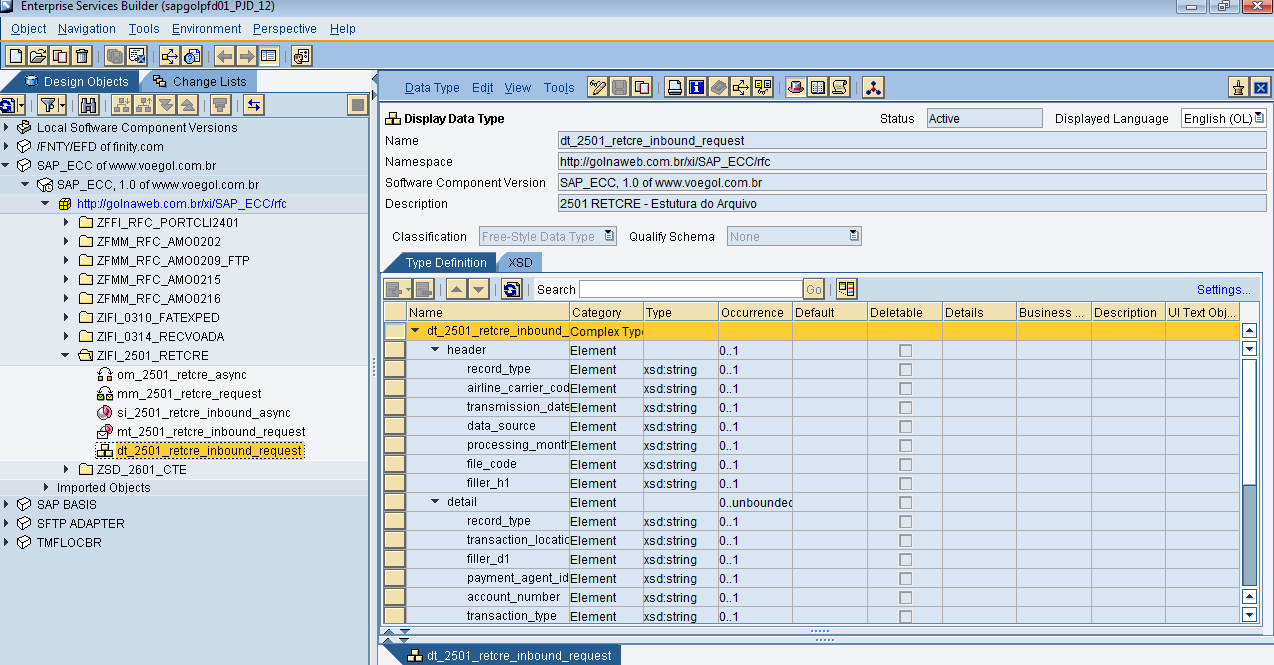 Enterprise Services Builder (sapgolpfd01_PJD_12)
Object Navigation Tools Environment Perspective Help
Design Objects Change Lists
Local Software Component Versions
/FNTY/EFD of finity.com
SAP_ECC of www.voegol.com.br
SAP_ECC, 1.0 of www.voegol.com.br
http://golnaweb.com.br/xi/SAP_ECC/rfc
ZFFI_RFC_PORTCLI2401
ZFMM_RFC_AMO0202
ZFMM_RFC_AMO0209_FTP
ZFMM_RFC_AMO0215
ZFMM_RFC_AMO0216
ZIFI_0310_FATEXPED
ZIFI_0314_RECVOADA
ZIFI_2501_RETCRE
om_2501_retcre_async
mm_2501_retcre_request
si_2501_retcre_inbound_async
mt_2501_retcre_inbound_request
dt_2501_retcre_inbound_request
ZSD_2601_CTE
Imported Objects
SAP BASIS
SFTP ADAPTER
TMFLOCBR
Data Type Edit View Tools
Display Data Type Status Active Displayed Language English (OL)
Name dt_2501_retcre_inbound_request
Namespace http://golnaweb.com.br/xi/SAP_ECC/rfc
Software Component Version SAP_ECC, 1.0 of www.voegol.com.br
Description 2501 RETCRE - Estutura do Arquivo
Classification Free-Style Data Type Qualify Schema None
Type Definition XSD
Search Go Settings...
Name Category Type Occurrence Default Deletable Details Business ... Description UI Text Obj...
dt_2501_retcre_inbound_ Complex Type
header Element 0..1
record_type Element xsd:string 0..1
airline_carrier_cod Element xsd:string 0..1
transmission_date Element xsd:string 0..1
data_source Element xsd:string 0..1
processing_month Element xsd:string 0..1
file_code Element xsd:string 0..1
filler_h1 Element xsd:string 0..1
detail Element 0..unbounded
record_type Element xsd:string 0..1
transaction_locatio Element xsd:string 0..1
filler_d1 Element xsd:string 0..1
payment_agent_id Element xsd:string 0..1
account_number Element xsd:string 0..1
transaction_type Element xsd:string 0..1
dt_2501_retcre_inbound_request